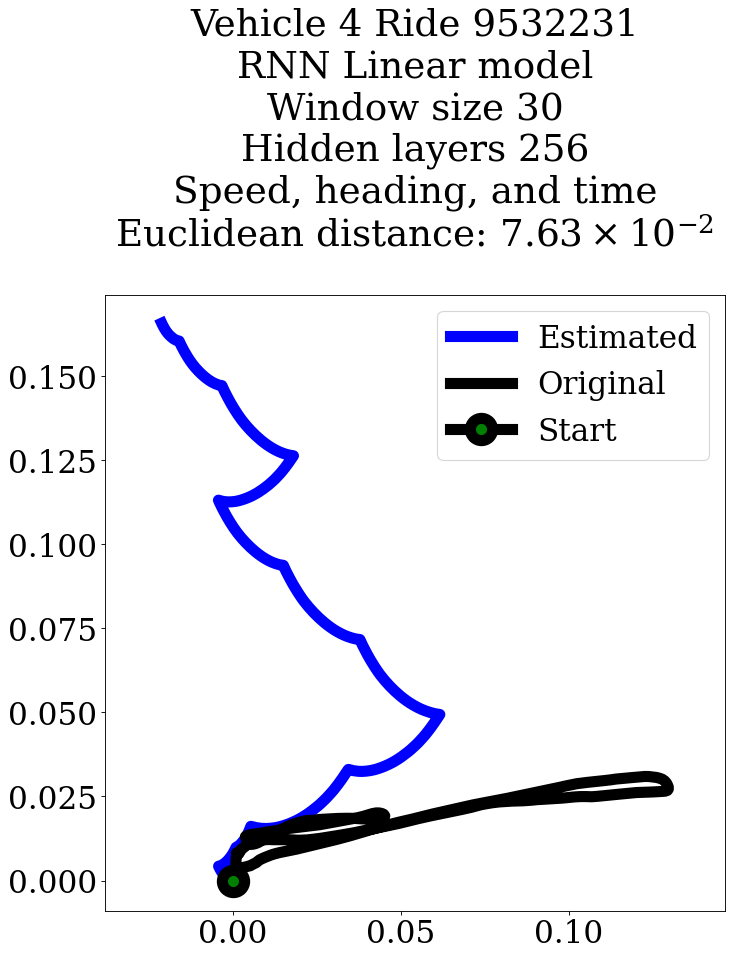 Vehicle 4 Ride 9532231
RNN Linear model
Window size 30
Hidden layers 256
Speed, heading, and time
Euclidean distance: 7.63 × 10⁻²
Estimated
Original
Start
0.150
0.125
0.100
0.075
0.050
0.025
0.000
0.00 0.05 0.10